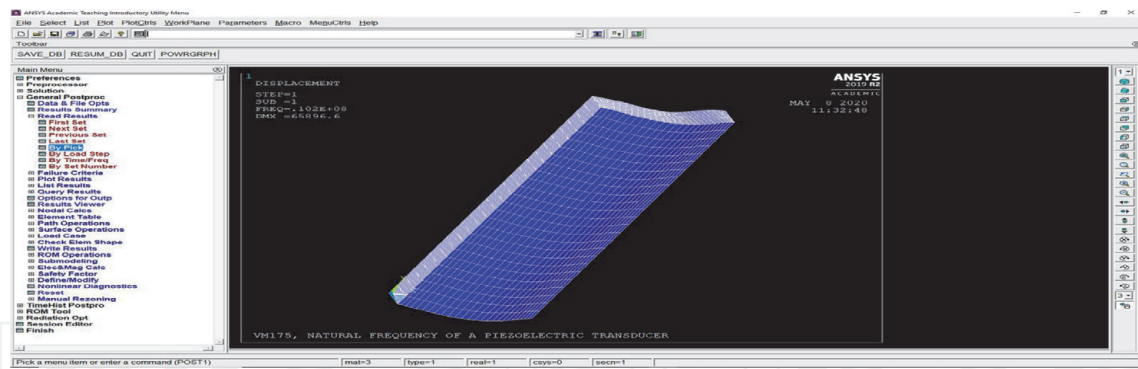 ANSYS Academic Teaching Introductory Utility Menu
File Select List Plot PlotCtrls WorkPlane Parameters Macro MenuCtrls Help
Toolbar
SAVE_DB RESUM_DB QUIT POWRGRPH
Main Menu
Preferences
Preprocessor
Solution
General Postproc
Data & File Opts
Results Summary
Read Results
First Set
Next Set
Previous Set
Last Set
By Pick
By Load Step
By Time/Freq
By Set Number
Failure Criteria
Plot Results
List Results
Query Results
Options for Outp
Results Viewer
Nodal Calcs
Element Table
Path Operations
Surface Operations
Load Case
Check Elem Shape
Write Results
ROM Operations
Submodeling
Elec&Mag Calc
Safety Factor
Define/Modify
Nonlinear Diagnostics
Reset
Manual Rezoning
TimeHist Postpro
ROM Tool
Radiation Opt
Session Editor
Finish
1
DISPLACEMENT
STEP=1
SUB =1
FREQ=.102E+08
DMX =65896.6
ANSYS
2019 R2
ACADEMIC
MAY 8 2020
11:32:48
VM175, NATURAL FREQUENCY OF A PIEZOELECTRIC TRANSDUCER
1
3
Pick a menu item or enter a command (POST1) mat=3 type=1 real=1 csys=0 secn=1